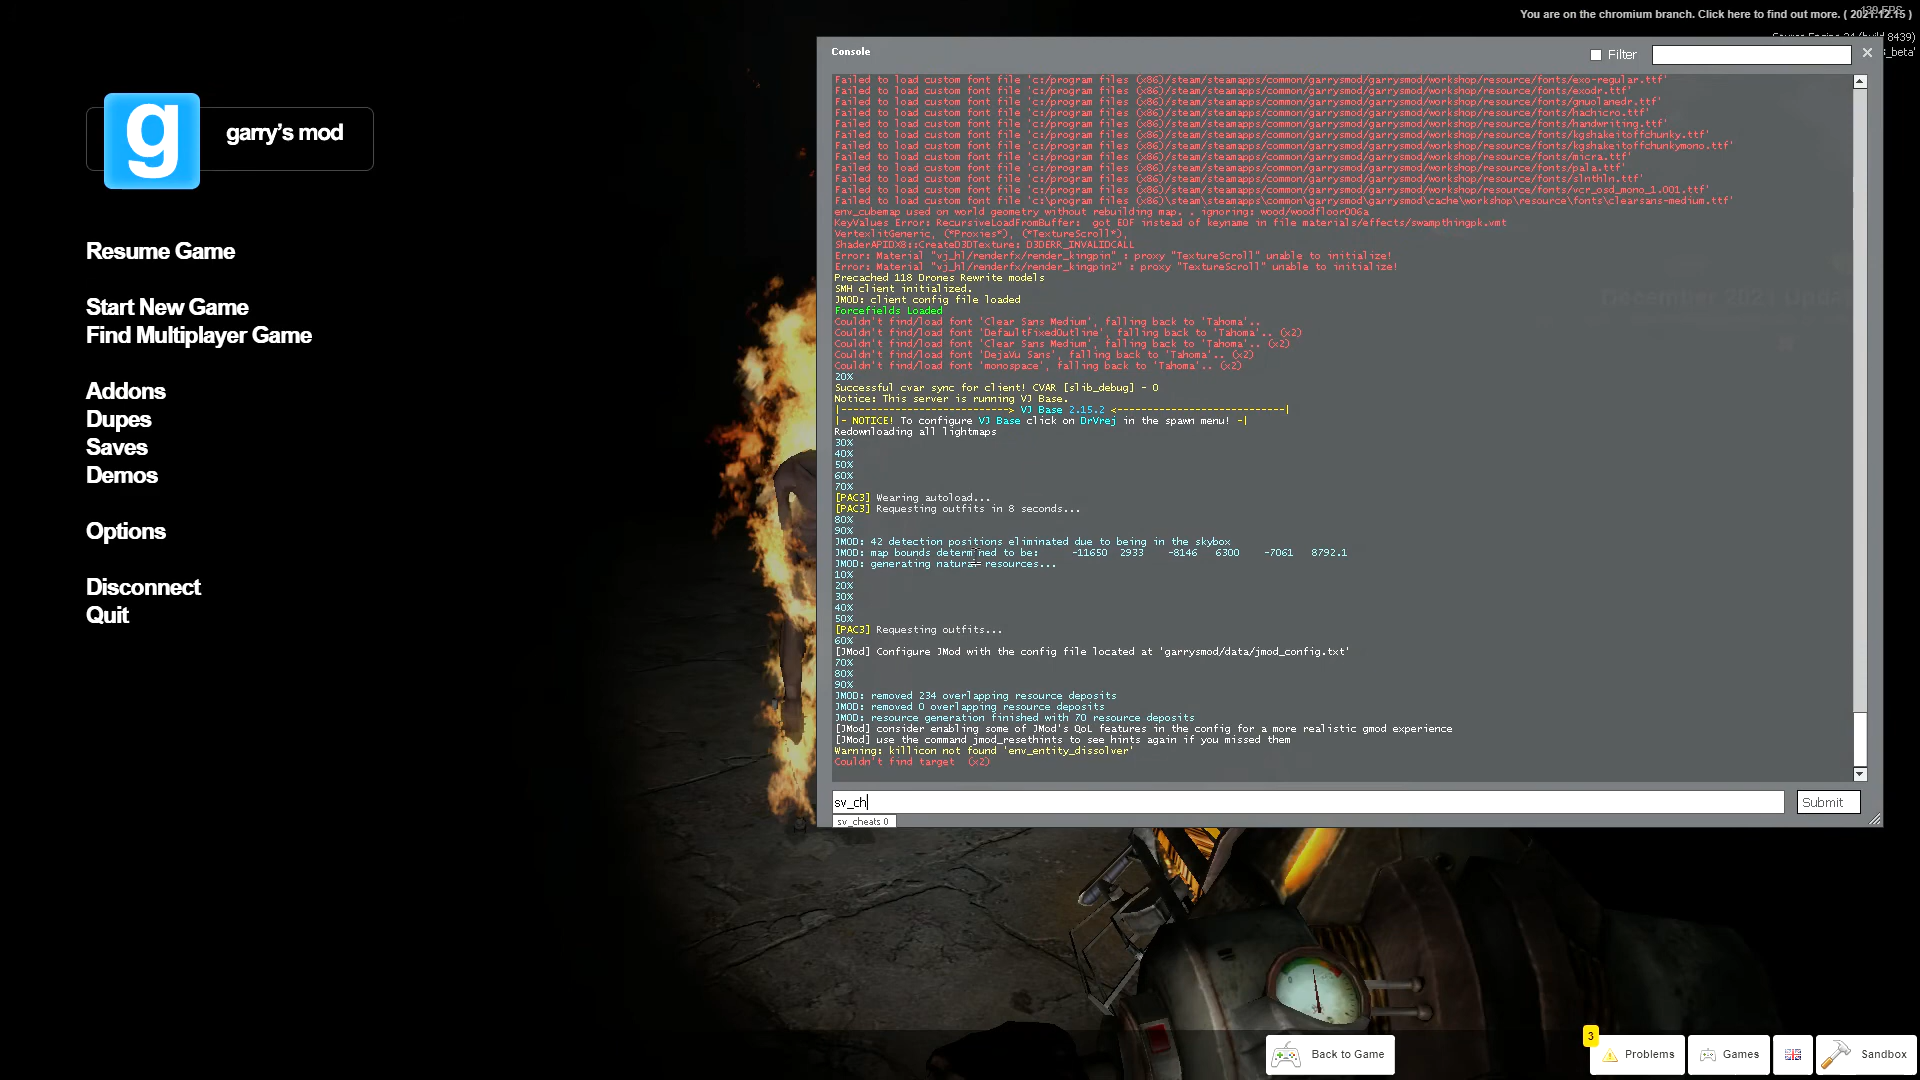 You are on the chromium branch. Click here to find out more. ( 2021.12.15 )
g
garry's mod
Resume Game
Start New Game
Find Multiplayer Game
Addons
Dupes
Saves
Demos
Options
Disconnect
Quit
Console
Filter
Failed to load custom font file 'c:/program files (x86)/steam/steamapps/common/garrysmod/garrysmod/workshop/resource/fonts/exo-regular.ttf'
Failed to load custom font file 'c:/program files (x86)/steam/steamapps/common/garrysmod/garrysmod/workshop/resource/fonts/exodr.ttf'
Failed to load custom font file 'c:/program files (x86)/steam/steamapps/common/garrysmod/garrysmod/workshop/resource/fonts/gnuolanedr.ttf'
Failed to load custom font file 'c:/program files (x86)/steam/steamapps/common/garrysmod/garrysmod/workshop/resource/fonts/hachicro.ttf'
Failed to load custom font file 'c:/program files (x86)/steam/steamapps/common/garrysmod/garrysmod/workshop/resource/fonts/handwriting.ttf'
Failed to load custom font file 'c:/program files (x86)/steam/steamapps/common/garrysmod/garrysmod/workshop/resource/fonts/kgshakeitoffchunky.ttf'
Failed to load custom font file 'c:/program files (x86)/steam/steamapps/common/garrysmod/garrysmod/workshop/resource/fonts/kgshakeitoffchunkymono.ttf'
Failed to load custom font file 'c:/program files (x86)/steam/steamapps/common/garrysmod/garrysmod/workshop/resource/fonts/micra.ttf'
Failed to load custom font file 'c:/program files (x86)/steam/steamapps/common/garrysmod/garrysmod/workshop/resource/fonts/pala.ttf'
Failed to load custom font file 'c:/program files (x86)/steam/steamapps/common/garrysmod/garrysmod/workshop/resource/fonts/slnthln.ttf'
Failed to load custom font file 'c:/program files (x86)/steam/steamapps/common/garrysmod/garrysmod/workshop/resource/fonts/vcr_osd_mono_1.001.ttf'
Failed to load custom font file 'c:\program files (x86)\steam\steamapps\common\garrysmod\garrysmod\cache\workshop\resource\fonts\clearsans-medium.ttf'
env_cubemap used on world geometry without rebuilding map. . ignoring: wood/woodfloor006a
KeyValues Error: RecursiveLoadFromBuffer:  got EOF instead of keyname in file materials/effects/swampthingpk.vmt
VertexlitGeneric, (*Proxies*), (*TextureScroll*),
ShaderAPIDX8::CreateD3DTexture: D3DERR_INVALIDCALL
Error: Material "vj_hl/renderfx/render_kingpin" : proxy "TextureScroll" unable to initialize!
Error: Material "vj_hl/renderfx/render_kingpin2" : proxy "TextureScroll" unable to initialize!
Precached 118 Drones Rewrite models
SMH client initialized.
JMOD: client config file loaded
Forcefields Loaded
Couldn't find/load font 'Clear Sans Medium', falling back to 'Tahoma'..
Couldn't find/load font 'DefaultFixedOutline', falling back to 'Tahoma'.. (x2)
Couldn't find/load font 'Clear Sans Medium', falling back to 'Tahoma'.. (x2)
Couldn't find/load font 'DejaVu Sans', falling back to 'Tahoma'.. (x2)
Couldn't find/load font 'monospace', falling back to 'Tahoma'.. (x2)
20%
Successful cvar sync for client! CVAR [slib_debug] - 0
Notice: This server is running VJ Base.
|----------------------------> VJ Base 2.15.2 <----------------------------|
|- NOTICE! To configure VJ Base click on DrVrej in the spawn menu! -|
Redownloading all lightmaps
30%
40%
50%
60%
70%
[PAC3] Wearing autoload...
[PAC3] Requesting outfits in 8 seconds...
80%
90%
JMOD: 42 detection positions eliminated due to being in the skybox
JMOD: map bounds determined to be: -11650 2933 -8146 6300 -7061 8792.1
JMOD: generating natural resources...
10%
20%
30%
40%
50%
[PAC3] Requesting outfits...
60%
[JMod] Configure JMod with the config file located at 'garrysmod/data/jmod_config.txt'
70%
80%
90%
JMOD: removed 234 overlapping resource deposits
JMOD: removed 0 overlapping resource deposits
JMOD: resource generation finished with 70 resource deposits
[JMod] consider enabling some of JMod's QoL features in the config for a more realistic gmod experience
[JMod] use the command jmod_resethints to see hints again if you missed them
Warning: killicon not found 'env_entity_dissolver'
Couldn't find target  (x2)
sv_ch
Submit
sv_cheats 0
Back to Game
3
Problems
Games
Sandbox